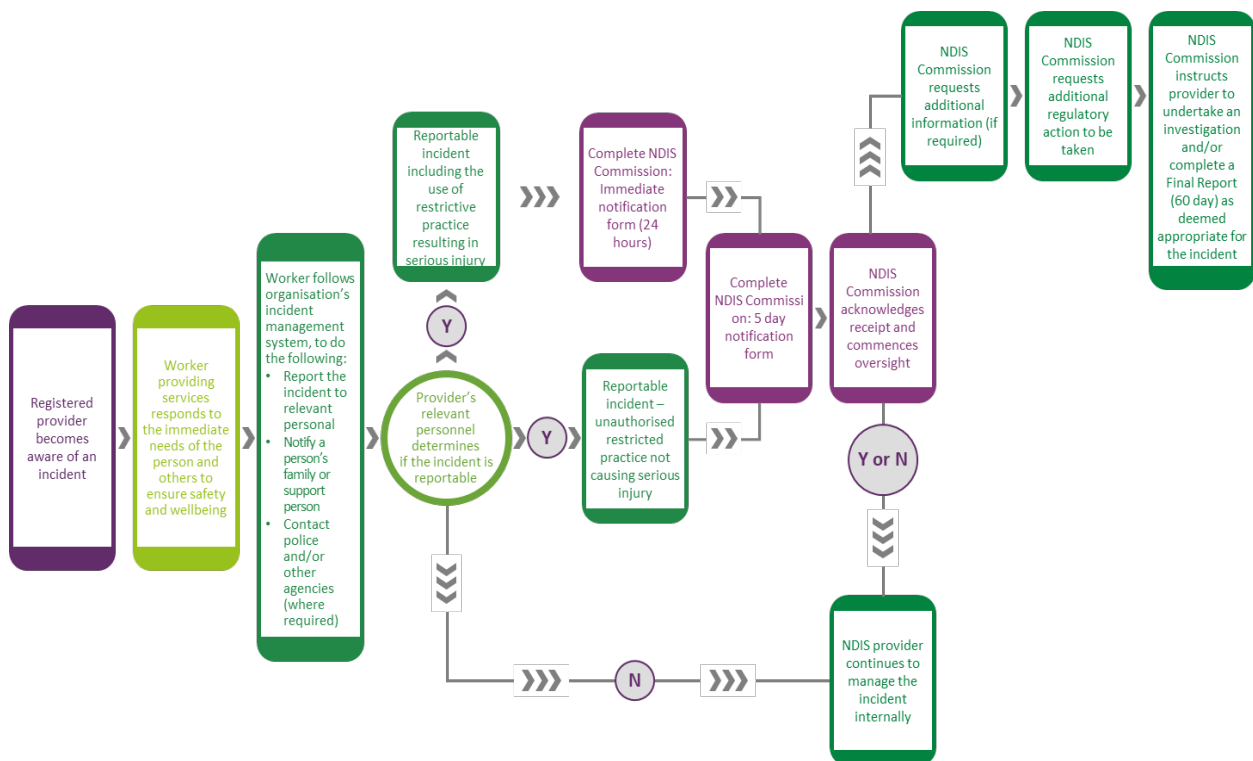 Registered
provider
becomes
aware of an
incident
Worker
providing
services
responds to
the immediate
needs of the
person and
others to
ensure safety
and wellbeing
Worker follows
organisation's
incident
management
system, to do
the following:
• Report the
incident to
relevant
personal
• Notify a
person's
family or
support
person
• Contact
police
and/or
other
agencies
(where
required)
Provider's
relevant
personnel
determines
if the incident is
reportable
Y
Reportable
incident
including the
use of
restrictive
practice
resulting in
serious injury
Complete NDIS
Commission:
Immediate
notification
form (24
hours)
Y
Reportable
incident –
unauthorised
restricted
practice not
causing serious
injury
Complete
NDIS Commissi
on: 5 day
notification
form
NDIS
Commission
acknowledges
receipt and
commences
oversight
NDIS
Commission
requests
additional
information (if
required)
NDIS
Commission
requests
additional
regulatory
action to be
taken
NDIS
Commission
instructs
provider to
undertake an
investigation
and/or
complete a
Final Report
(60 day) as
deemed
appropriate for
the incident
Y or N
N
NDIS provider
continues to
manage the
incident
internally